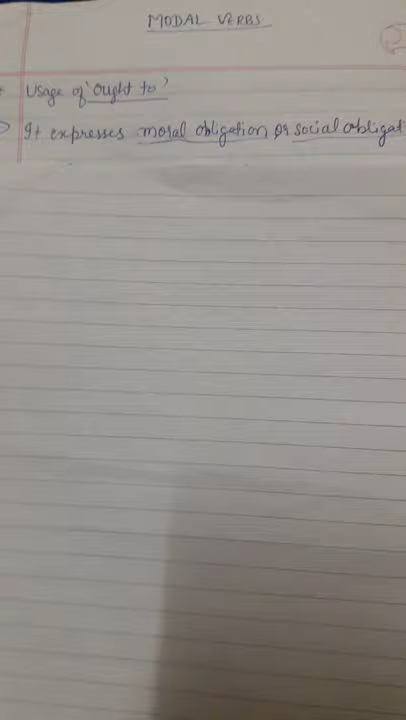 MODAL VERBS
Usage of 'Ought to'
It expresses moral obligation or social obligat